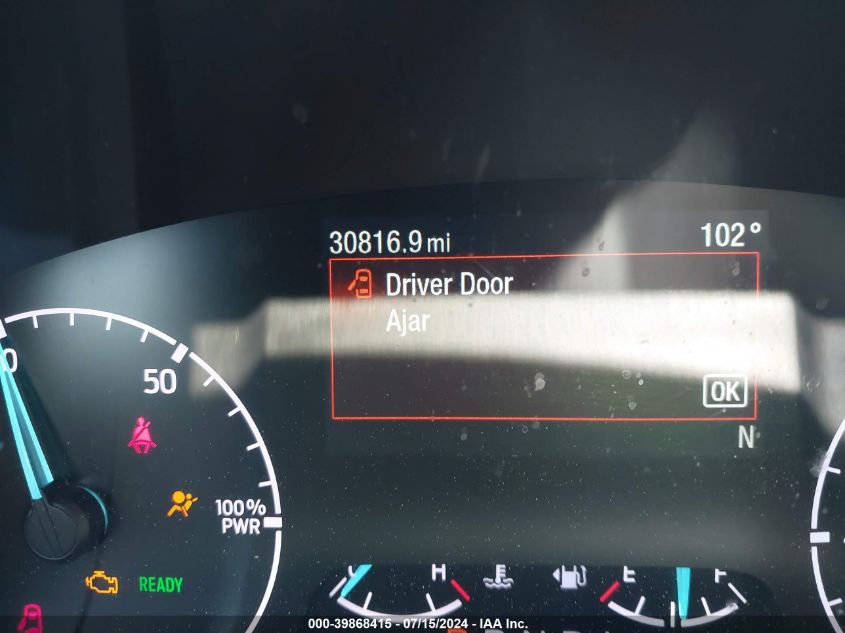 30816.9 mi
102°
Driver Door
Ajar
OK
N
0
50
100%
PWR
READY
H
E
F
000-39868415 - 07/15/2024 - IAA Inc.